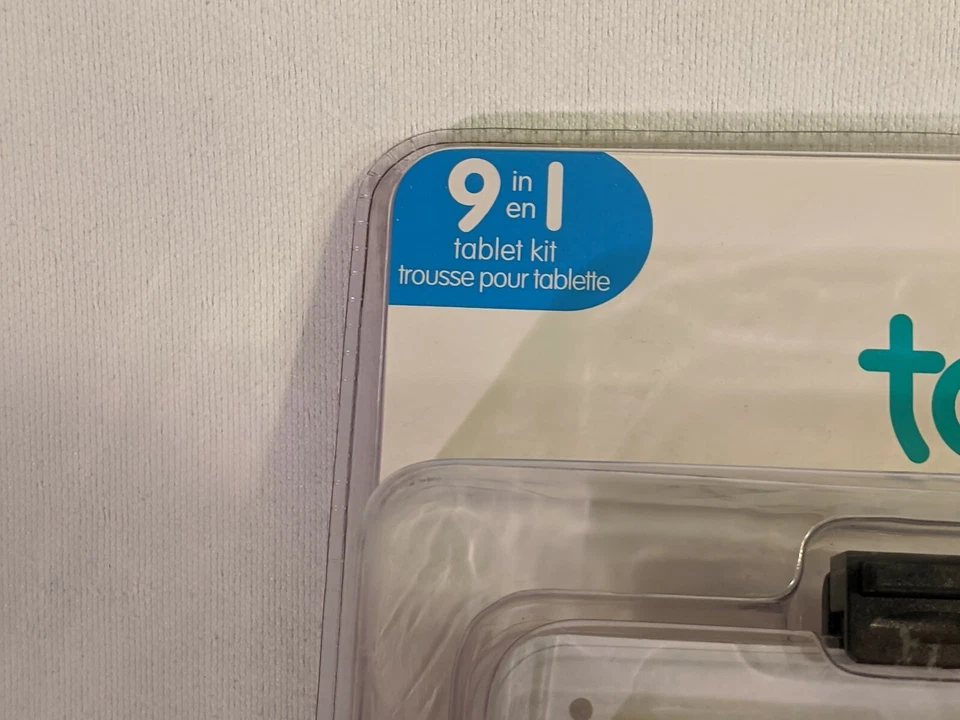 9 in en 1
tablet kit
trousse pour tablette